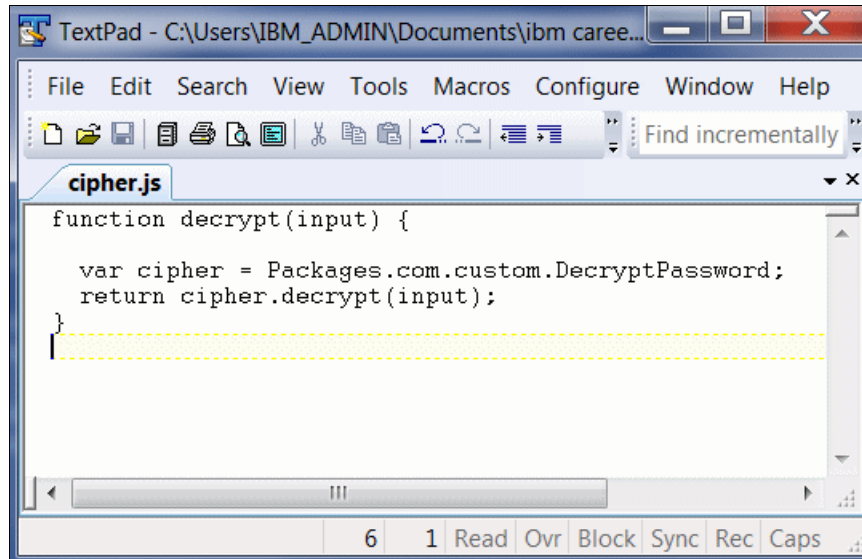 TextPad - C:\Users\IBM_ADMIN\Documents\ibm caree...
File Edit Search View Tools Macros Configure Window Help
Find incrementally
cipher.js
function decrypt(input) {
var cipher = Packages.com.custom.DecryptPassword;
return cipher.decrypt(input);
}
6 1 Read Ovr Block Sync Rec Caps